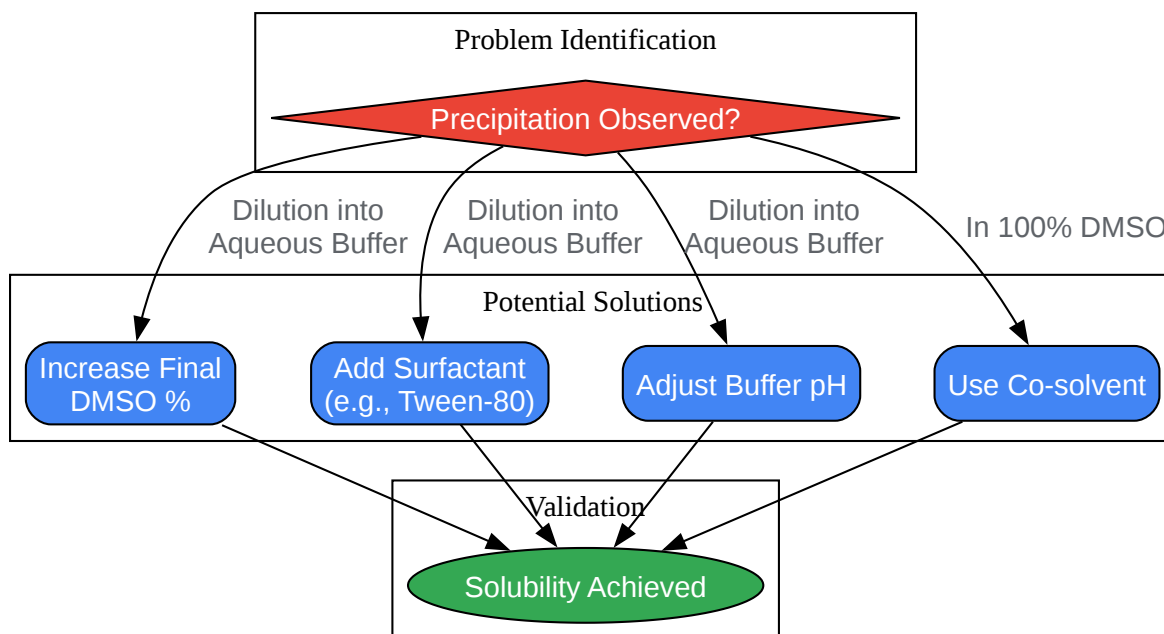 Problem Identification
Precipitation Observed?
Dilution into
Aqueous Buffer
Dilution into
Aqueous Buffer
Dilution into
Aqueous Buffer
In 100% DMSO
Potential Solutions
Increase Final
DMSO %
Add Surfactant
(e.g., Tween-80)
Adjust Buffer pH
Use Co-solvent
Validation
Solubility Achieved